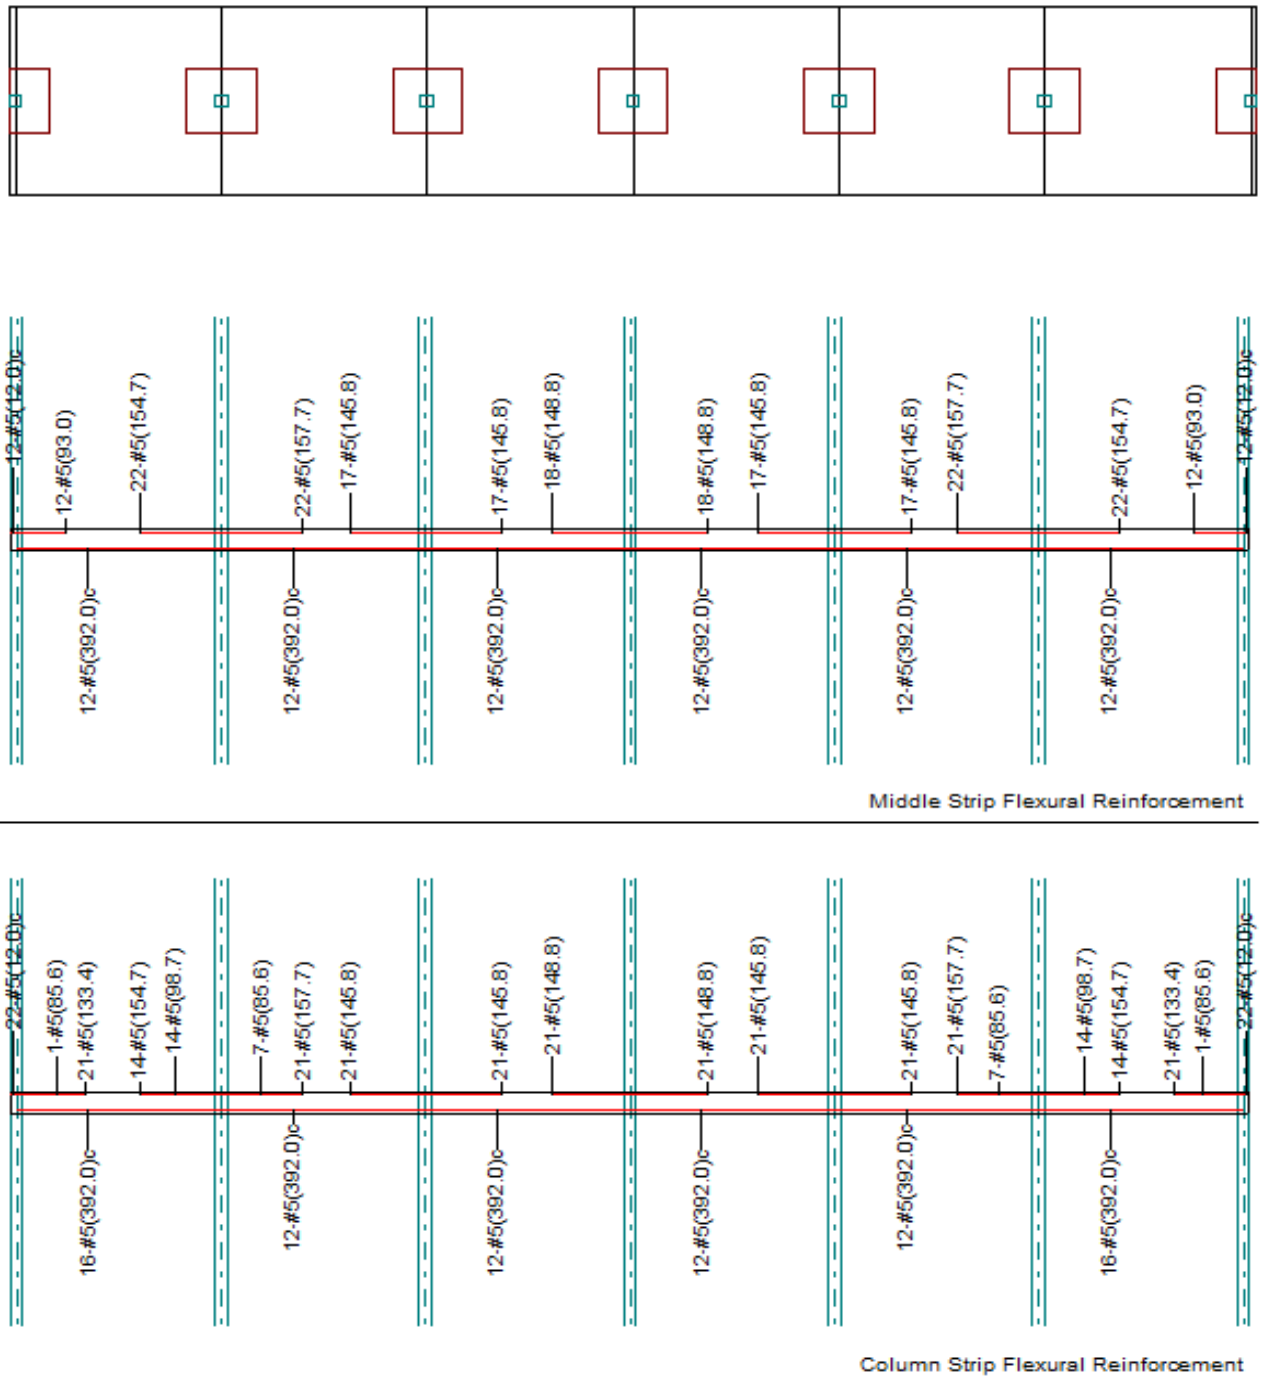 12-#5(12.0)c
12-#5(93.0)
22-#5(154.7)
22-#5(157.7)
17-#5(145.8)
17-#5(145.8)
18-#5(148.8)
18-#5(148.8)
17-#5(145.8)
17-#5(145.8)
22-#5(157.7)
22-#5(154.7)
12-#5(93.0)
12-#5(12.0)c
12-#5(392.0)c
12-#5(392.0)c
12-#5(392.0)c
12-#5(392.0)c
12-#5(392.0)c
12-#5(392.0)c
Middle Strip Flexural Reinforcement
22-#5(12.0)c
1-#5(85.6)
21-#5(133.4)
14-#5(154.7)
14-#5(98.7)
7-#5(85.6)
21-#5(157.7)
21-#5(145.8)
21-#5(145.8)
21-#5(148.8)
21-#5(148.8)
21-#5(145.8)
21-#5(145.8)
21-#5(157.7)
7-#5(85.6)
14-#5(98.7)
14-#5(154.7)
21-#5(133.4)
1-#5(85.6)
22-#5(12.0)c
16-#5(392.0)c
12-#5(392.0)c
12-#5(392.0)c
12-#5(392.0)c
12-#5(392.0)c
16-#5(392.0)c
Column Strip Flexural Reinforcement